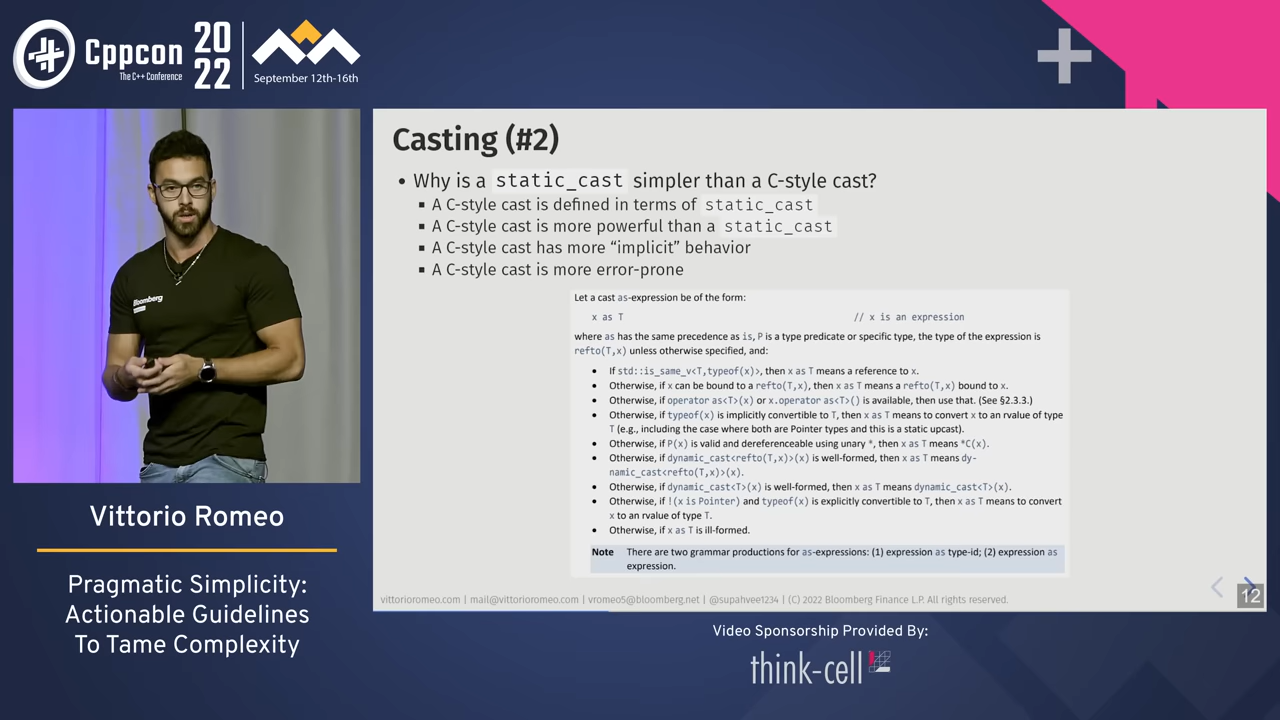 Cppcon
The C++ Conference
20
22
September 12th-16th
Bloomberg
Vittorio Romeo
Pragmatic Simplicity:
Actionable Guidelines
To Tame Complexity
Casting (#2)
• Why is a static_cast simpler than a C-style cast?
▪ A C-style cast is defined in terms of static_cast
▪ A C-style cast is more powerful than a static_cast
▪ A C-style cast has more “implicit” behavior
▪ A C-style cast is more error-prone
Let a cast as-expression be of the form:
x as T // x is an expression
where as has the same precedence as is, P is a type predicate or specific type, the type of the expression is
refto(T,x) unless otherwise specified, and:
• If std::is_same_v<T,typeof(x)>, then x as T means a reference to x.
• Otherwise, if x can be bound to a refto(T,x), then x as T means a refto(T,x) bound to x.
• Otherwise, if operator as<T>(x) or x.operator as<T>() is available, then use that. (See §2.3.3.)
• Otherwise, if typeof(x) is implicitly convertible to T, then x as T means to convert x to an rvalue of type
T (e.g., including the case where both are Pointer types and this is a static upcast).
• Otherwise, if P(x) is valid and dereferenceable using unary *, then x as T means *C(x).
• Otherwise, if dynamic_cast<refto(T,x)>(x) is well-formed, then x as T means dy-
namic_cast<refto(T,x)>(x).
• Otherwise, if dynamic_cast<T>(x) is well-formed, then x as T means dynamic_cast<T>(x).
• Otherwise, if !(x is Pointer) and typeof(x) is explicitly convertible to T, then x as T means to convert
x to an rvalue of type T.
• Otherwise, if x as T is ill-formed.
Note There are two grammar productions for as-expressions: (1) expression as type-id; (2) expression as
expression.
vittorioromeo.com | mail@vittorioromeo.com | vromeo5@bloomberg.net | @supahvee1234 | (C) 2022 Bloomberg Finance L.P. All rights reserved.
12
Video Sponsorship Provided By:
think-cell